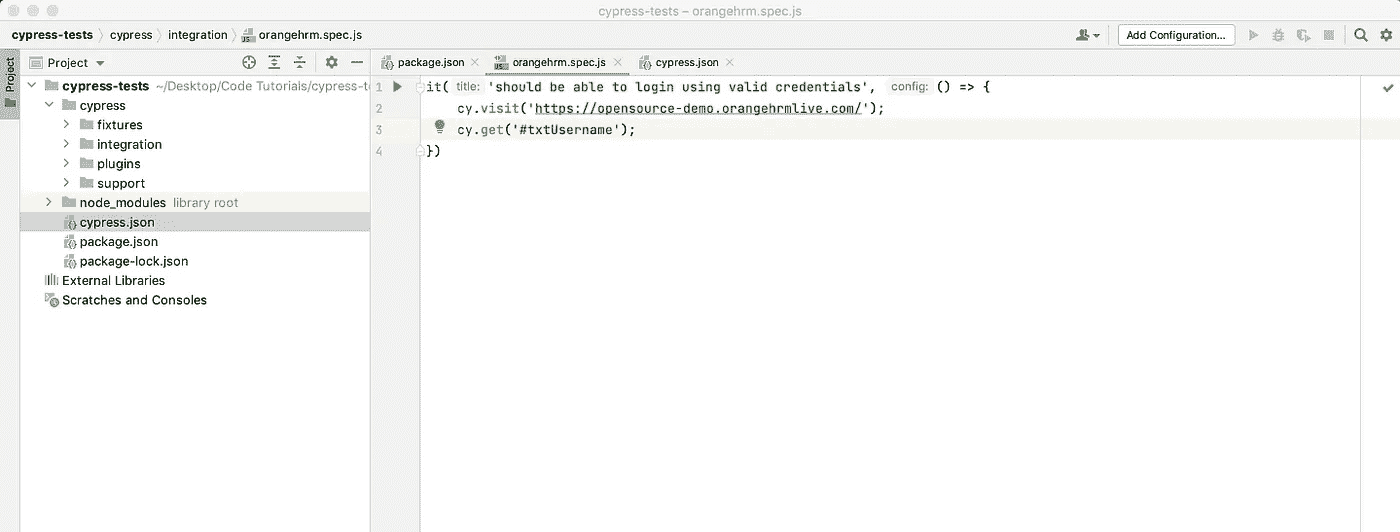 cypress-tests – orangehrm.spec.js
cypress-tests cypress integration orangehrm.spec.js Add Configuration...
Project
Project
package.json orangehrm.spec.js cypress.json
cypress-tests ~/Desktop/Code Tutorials/cypress-t
cypress
fixtures
integration
plugins
support
node_modules library root
cypress.json
package.json
package-lock.json
External Libraries
Scratches and Consoles
1 it( title: 'should be able to login using valid credentials', config: () => {
2 cy.visit('https://opensource-demo.orangehrmlive.com/');
3 cy.get('#txtUsername');
4 })